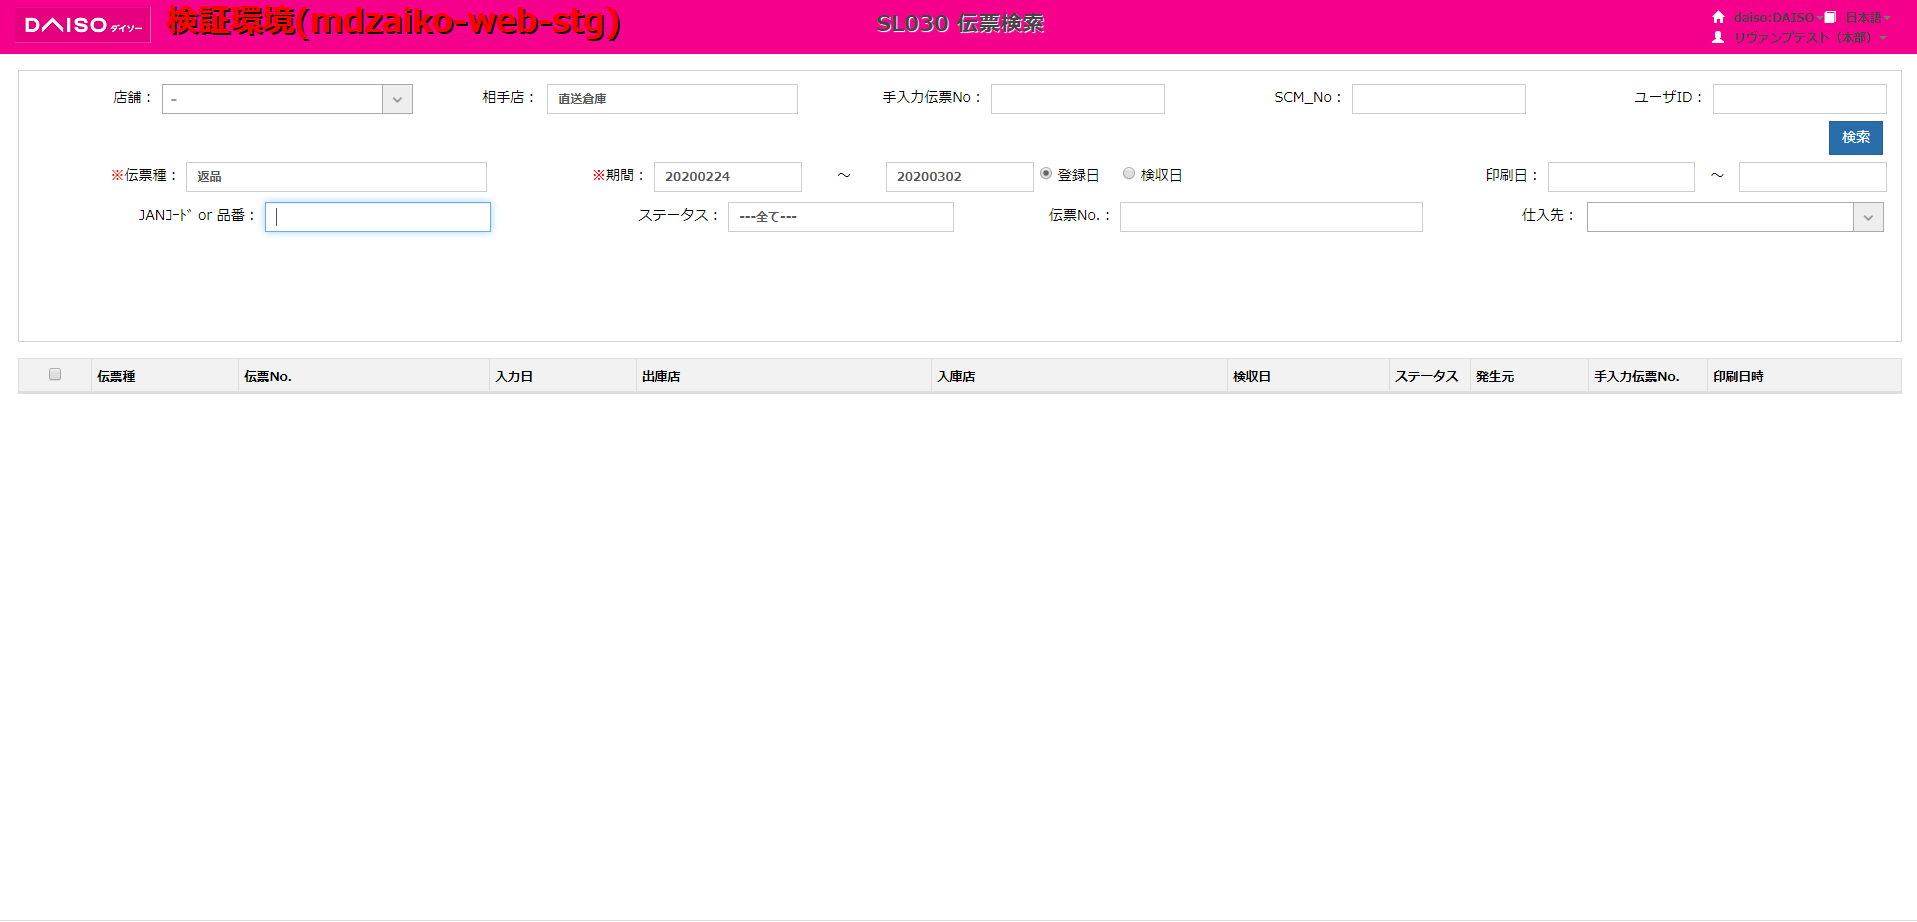 DAISO ダイソー 検証環境(mdzaiko-web-stg) SL030 伝票検索 daiso:DAISO 日本語
リヴァンプテスト（本部）
店舗： - 相手店： 直送倉庫 手入力伝票No： SCM_No： ユーザID：
検索
※伝票種： 返品 ※期間： 20200224 ～ 20200302 登録日 検収日 印刷日： ～
JANｺｰﾄﾞ or 品番： ステータス： ---全て--- 伝票No.： 仕入先：
伝票種 伝票No. 入力日 出庫店 入庫店 検収日 ステータス 発生元 手入力伝票No. 印刷日時